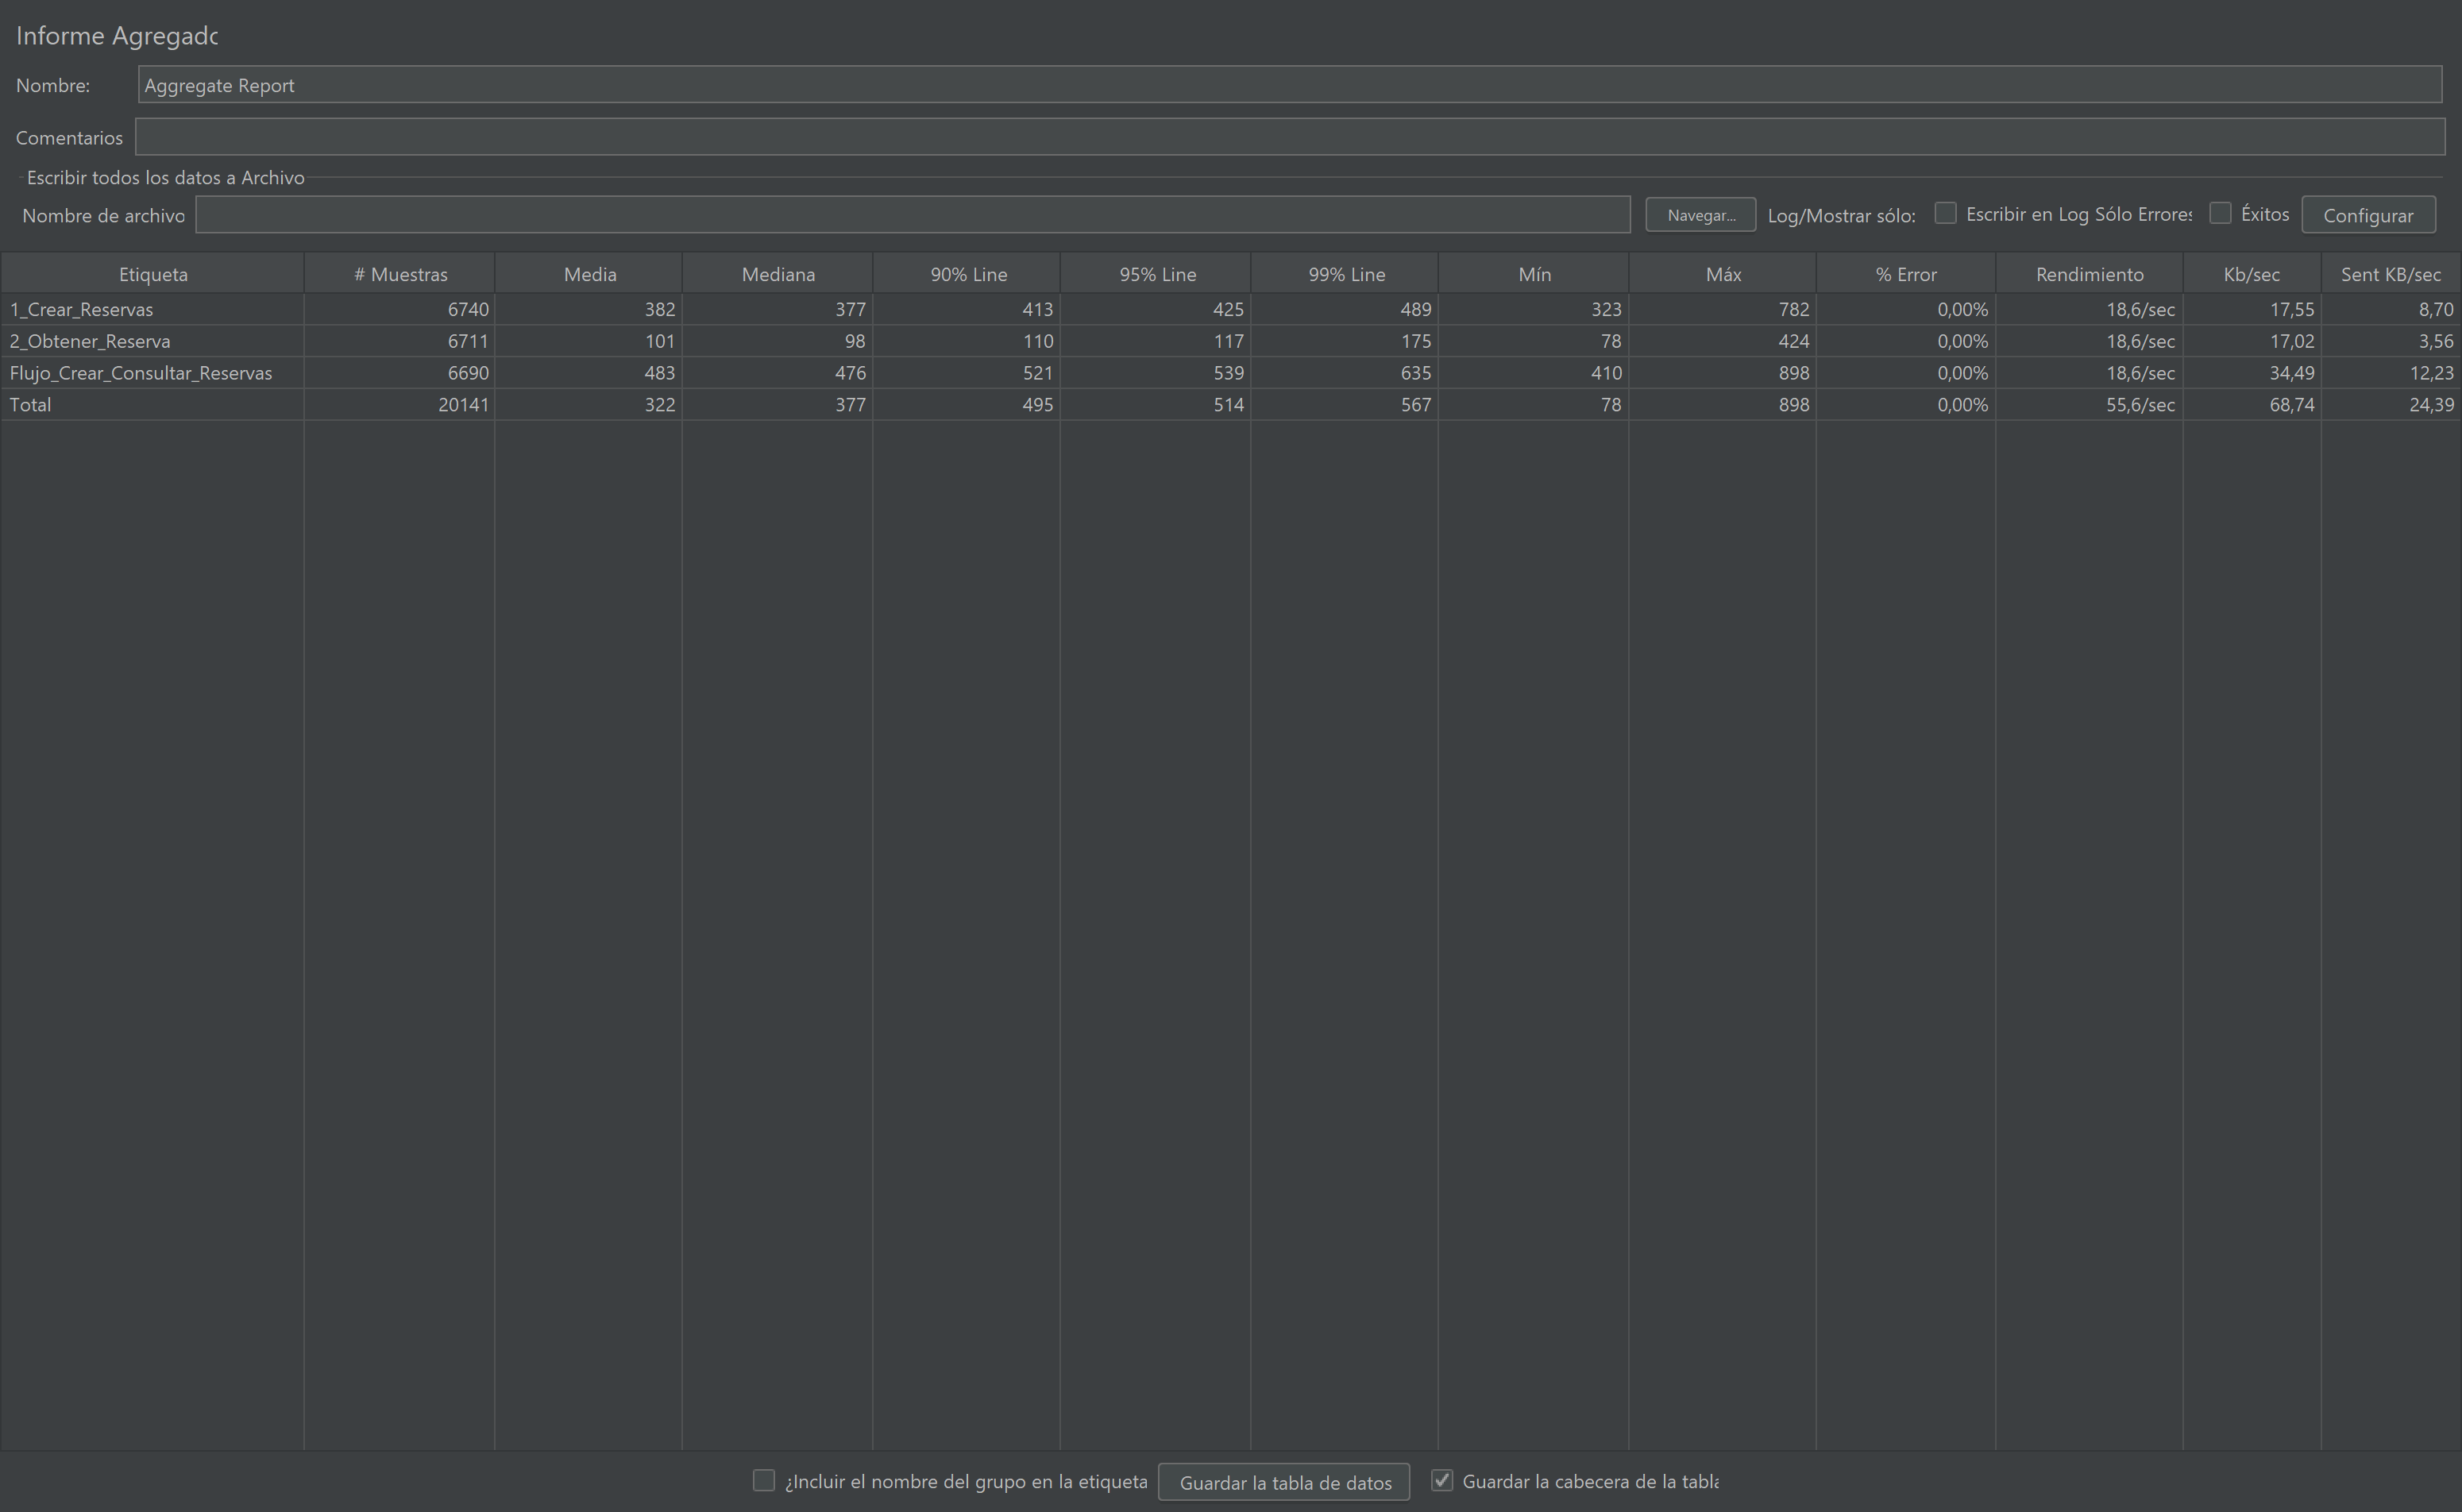 Informe Agregado
Nombre: Aggregate Report
Comentarios
Escribir todos los datos a Archivo
Nombre de archivo Navegar... Log/Mostrar sólo: Escribir en Log Sólo Errores Éxitos Configurar
Etiqueta # Muestras Media Mediana 90% Line 95% Line 99% Line Mín Máx % Error Rendimiento Kb/sec Sent KB/sec
1_Crear_Reservas 6740 382 377 413 425 489 323 782 0,00% 18,6/sec 17,55 8,70
2_Obtener_Reserva 6711 101 98 110 117 175 78 424 0,00% 18,6/sec 17,02 3,56
Flujo_Crear_Consultar_Reservas 6690 483 476 521 539 635 410 898 0,00% 18,6/sec 34,49 12,23
Total 20141 322 377 495 514 567 78 898 0,00% 55,6/sec 68,74 24,39
¿Incluir el nombre del grupo en la etiqueta Guardar la tabla de datos Guardar la cabecera de la tabla